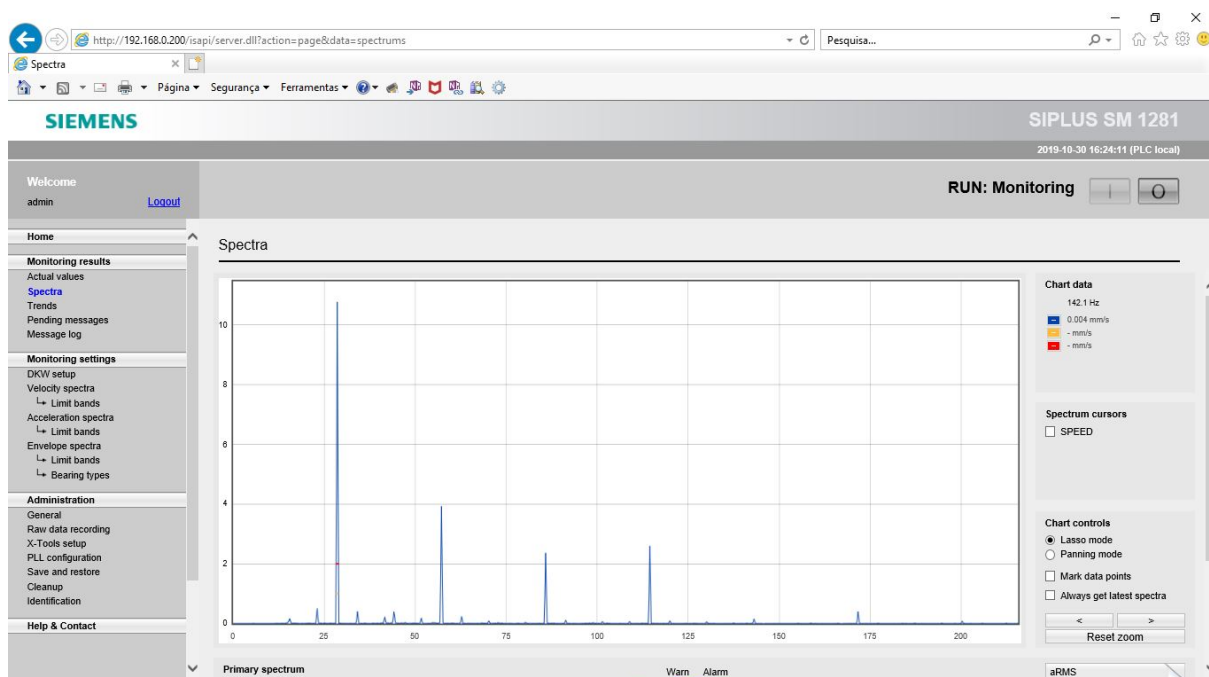 http://192.168.0.200/isapi/server.dll?action=page&data=spectrums
Pesquisa...
Spectra
Página Segurança Ferramentas
SIEMENS
SIPLUS SM 1281
2019-10-30 16:24:11 (PLC local)
Welcome
admin Logout
RUN: Monitoring I O
Home
Monitoring results
Actual values
Spectra
Trends
Pending messages
Message log
Monitoring settings
DKW setup
Velocity spectra
Limit bands
Acceleration spectra
Limit bands
Envelope spectra
Limit bands
Bearing types
Administration
General
Raw data recording
X-Tools setup
PLL configuration
Save and restore
Cleanup
Identification
Help & Contact
Spectra
10
8
6
4
2
0
0 25 50 75 100 125 150 175 200
Chart data
142.1 Hz
0.004 mm/s
- mm/s
- mm/s
Spectrum cursors
SPEED
Chart controls
Lasso mode
Panning mode
Mark data points
Always get latest spectra
< >
Reset zoom
Primary spectrum Warn Alarm
aRMS